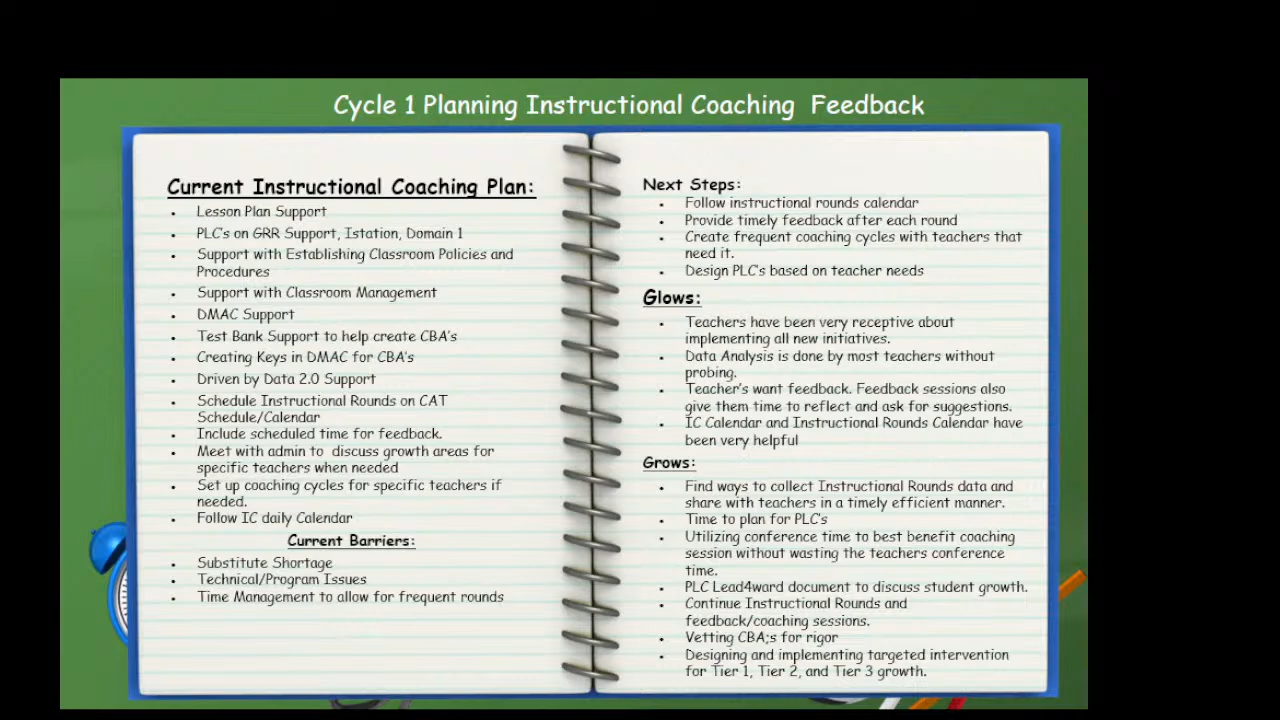 Cycle 1 Planning Instructional Coaching Feedback
Current Instructional Coaching Plan:
• Lesson Plan Support
• PLC's on GRR Support, Istation, Domain 1
• Support with Establishing Classroom Policies and
Procedures
• Support with Classroom Management
• DMAC Support
• Test Bank Support to help create CBA's
• Creating Keys in DMAC for CBA's
• Driven by Data 2.0 Support
• Schedule Instructional Rounds on CAT
Schedule/Calendar
• Include scheduled time for feedback.
• Meet with admin to discuss growth areas for
specific teachers when needed
• Set up coaching cycles for specific teachers if
needed.
• Follow IC daily Calendar
Current Barriers:
• Substitute Shortage
• Technical/Program Issues
• Time Management to allow for frequent rounds
Next Steps:
• Follow instructional rounds calendar
• Provide timely feedback after each round
• Create frequent coaching cycles with teachers that
need it.
• Design PLC's based on teacher needs
Glows:
• Teachers have been very receptive about
implementing all new initiatives.
• Data Analysis is done by most teachers without
probing.
• Teacher's want feedback. Feedback sessions also
give them time to reflect and ask for suggestions.
• IC Calendar and Instructional Rounds Calendar have
been very helpful
Grows:
• Find ways to collect Instructional Rounds data and
share with teachers in a timely efficient manner.
• Time to plan for PLC's
• Utilizing conference time to best benefit coaching
session without wasting the teachers conference
time.
• PLC Lead4ward document to discuss student growth.
• Continue Instructional Rounds and
feedback/coaching sessions.
• Vetting CBA;s for rigor
• Designing and implementing targeted intervention
for Tier 1, Tier 2, and Tier 3 growth.